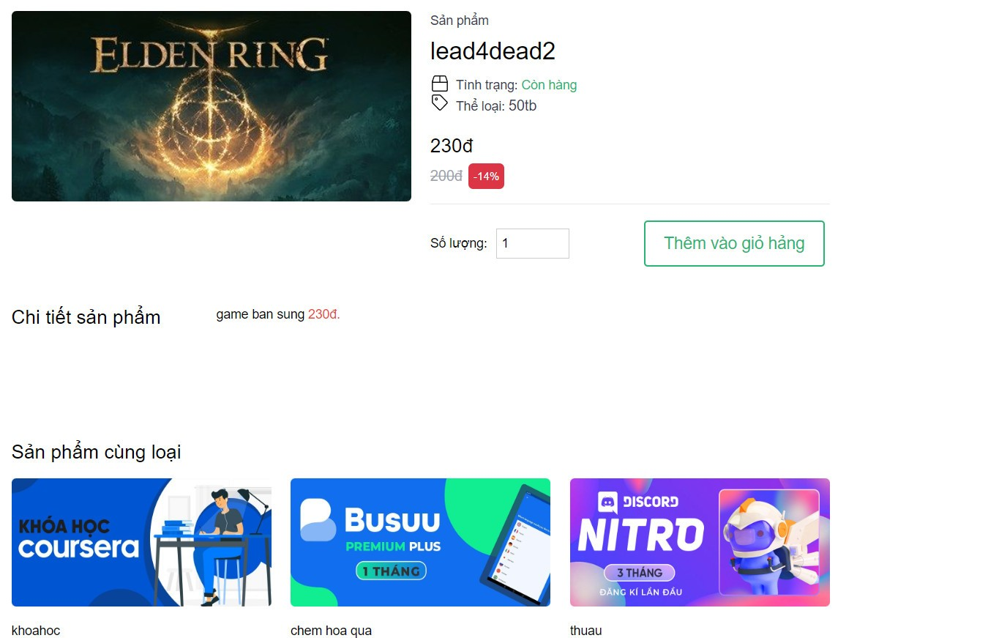 ELDEN RING
Sản phẩm
lead4dead2
Tình trạng: Còn hàng
Thể loại: 50tb
230đ
200đ -14%
Số lượng: 1
Thêm vào giỏ hảng
Chi tiết sản phẩm
game ban sung 230đ.
Sản phẩm cùng loại
KHÓA HỌC
coursera
BUSUU
PREMIUM PLUS
1 THÁNG
DISCORD
NITRO
3 THÁNG
ĐĂNG KÍ LẦN ĐẦU
khoahoc
chem hoa qua
thuau